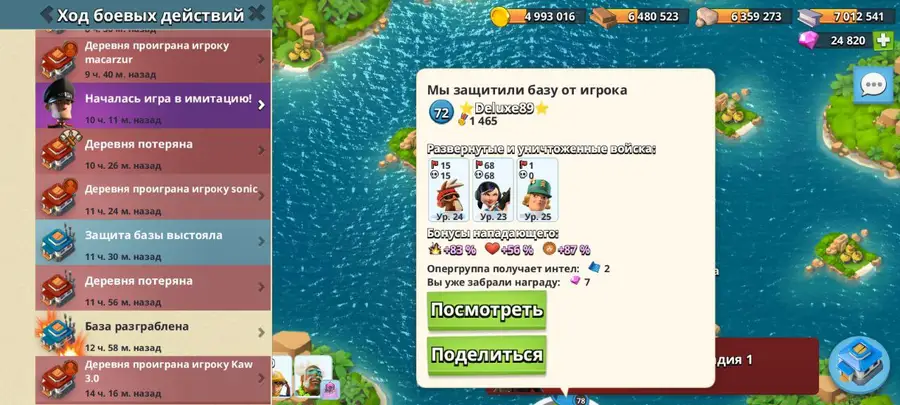 Ход боевых действий
Деревня проиграна игроку
macarzur
9 ч. 40 м. назад
Началась игра в имитацию!
10 ч. 11 м. назад
Деревня потеряна
10 ч. 26 м. назад
Деревня проиграна игроку sonic
11 ч. 24 м. назад
Защита базы выстояла
11 ч. 30 м. назад
Деревня потеряна
11 ч. 56 м. назад
База разграблена
12 ч. 58 м. назад
Деревня проиграна игроку Kaw
3.0
14 ч. 16 м. назад
4 993 016
6 480 523
6 359 273
7 012 541
24 820
Мы защитили базу от игрока
72
Deluxe89
1 465
Развернутые и уничтоженные войска:
15 68 1
15 68 0
Ур. 24 Ур. 23 Ур. 25
Бонусы нападающего:
+83 % +56 % +87 %
Опергруппа получает интел: 2
Вы уже забрали награду: 7
Посмотреть
Поделиться
дия 1
78